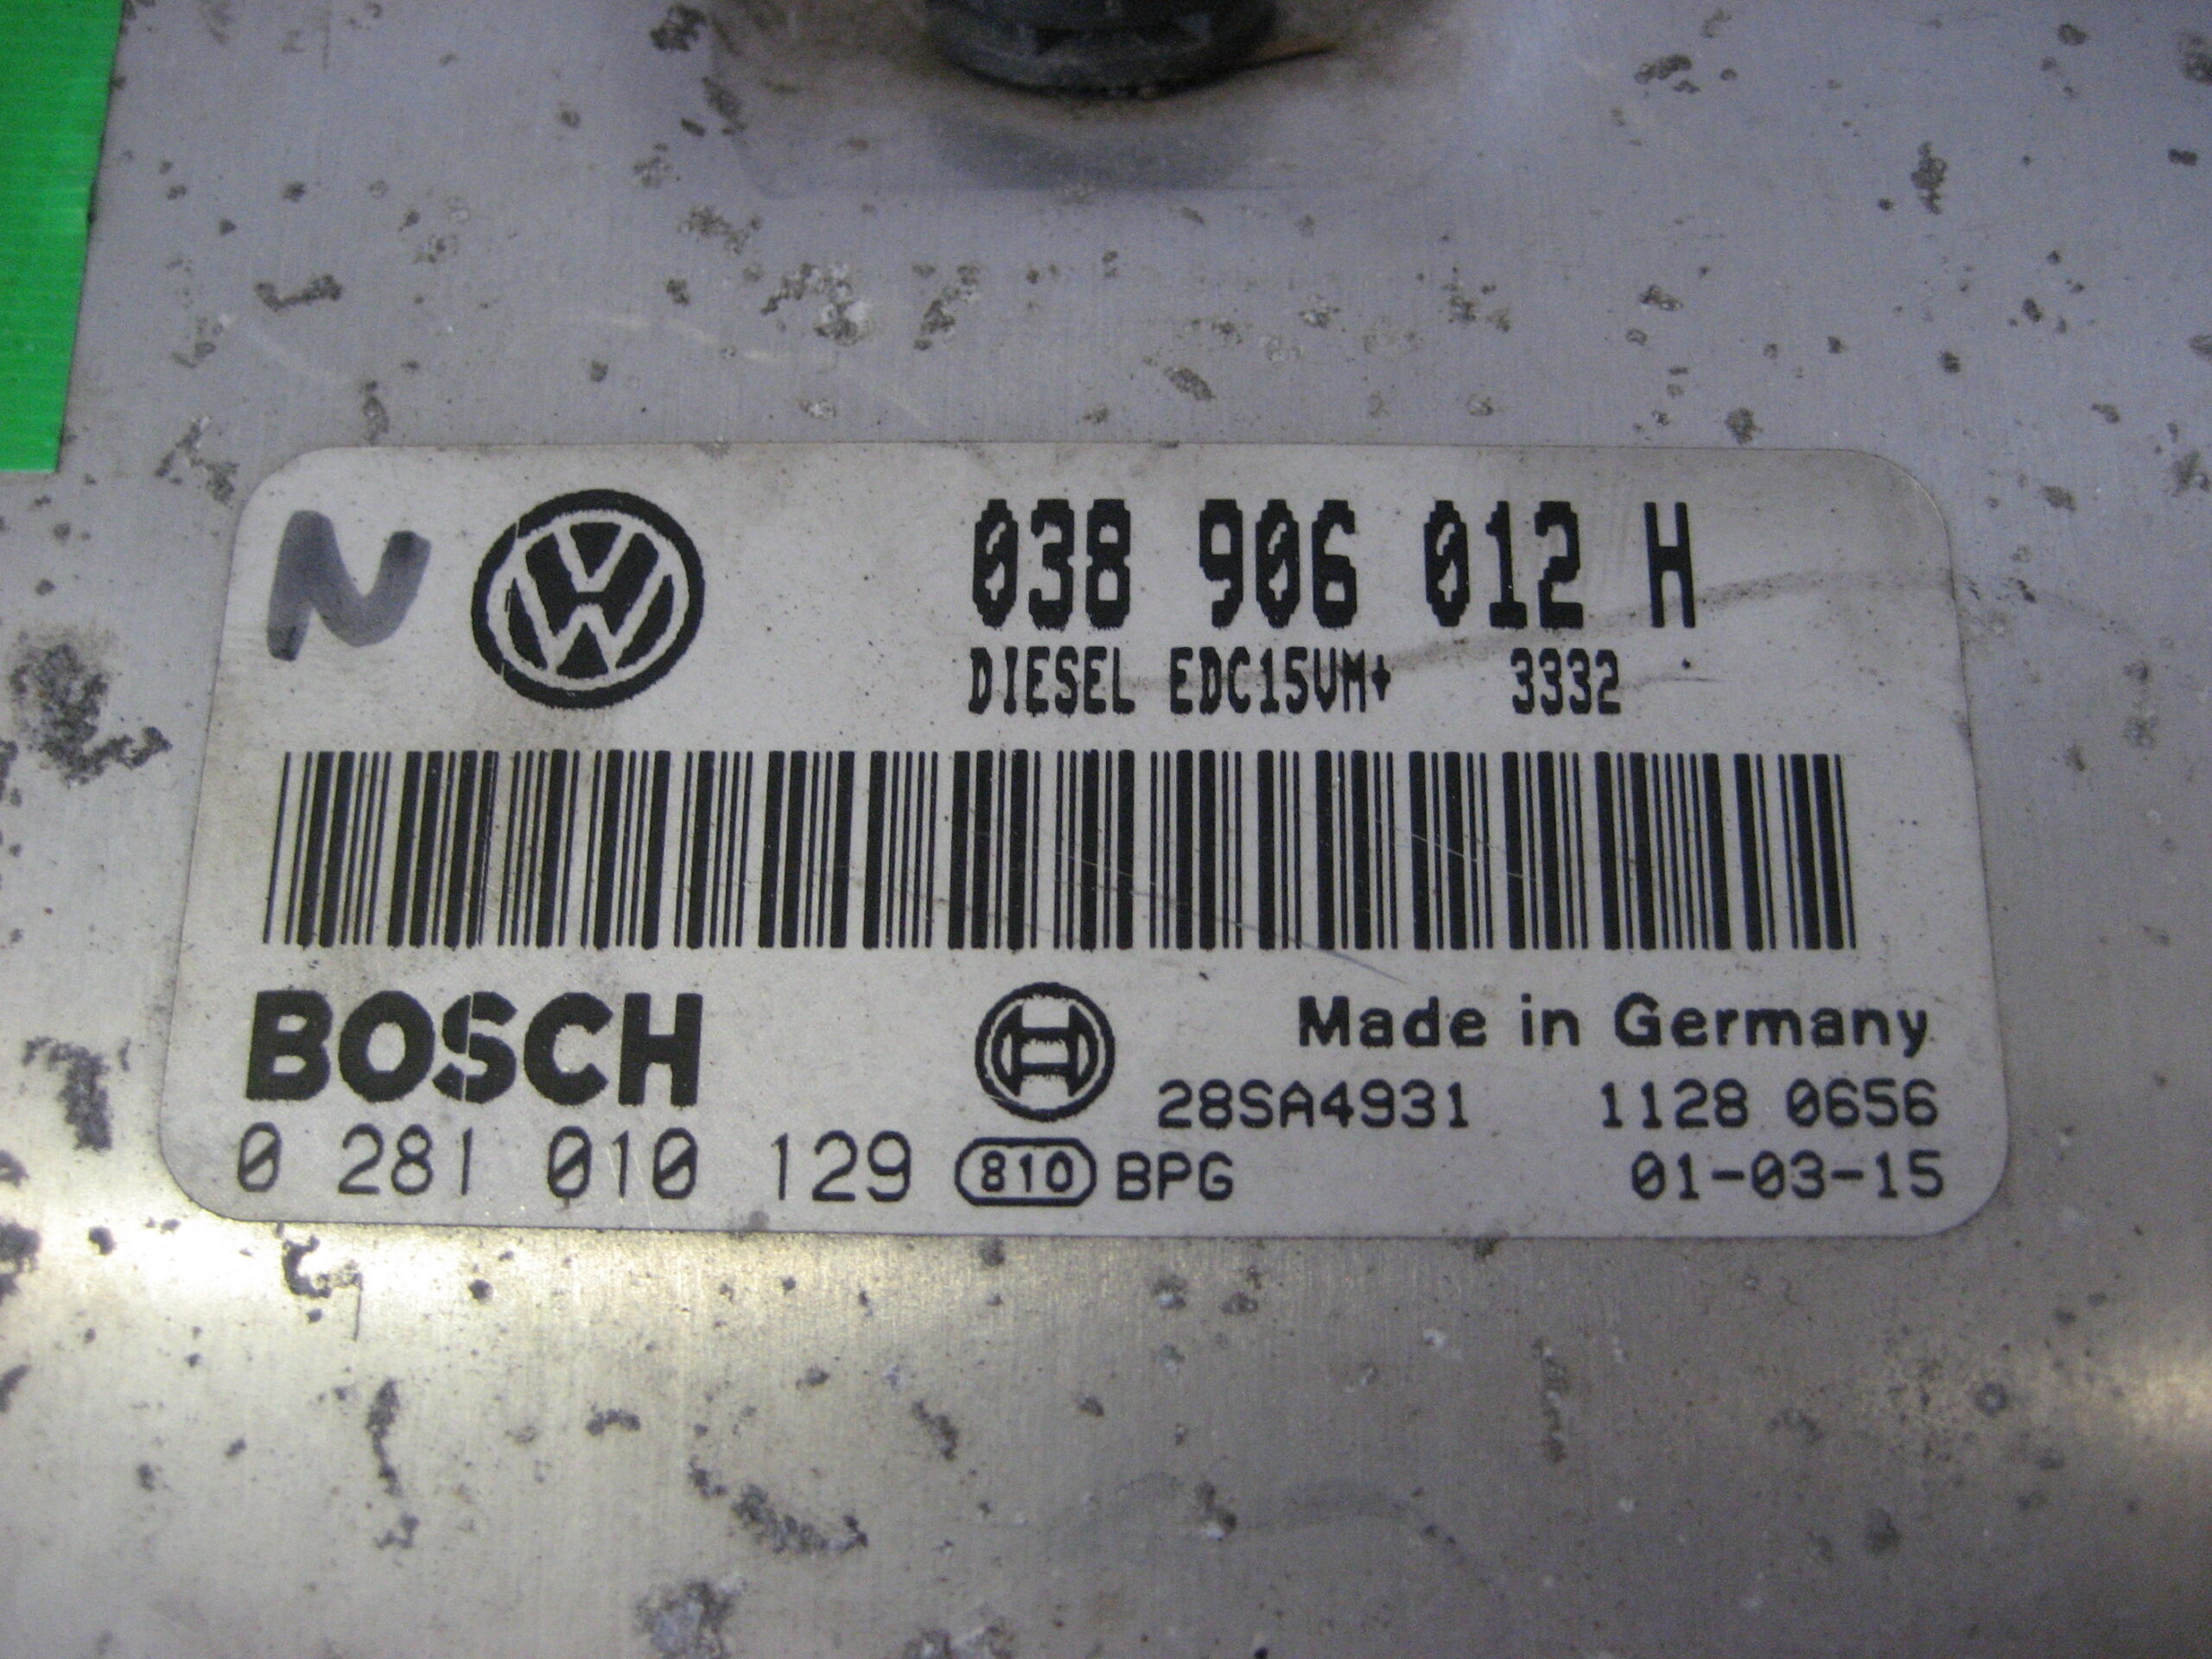 N
038 906 012 H
DIESEL EDC15VM+ 3332
BOSCH
Made in Germany
28SA4931 1128 0656
0 281 010 129 810 BPG 01-03-15